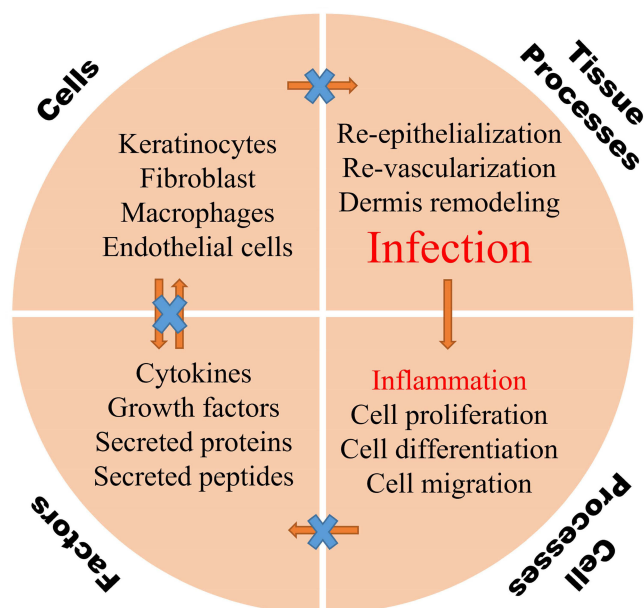 Cells
Tissue
Processes
Keratinocytes
Fibroblast
Macrophages
Endothelial cells
Re-epithelialization
Re-vascularization
Dermis remodeling
Infection
Cytokines
Growth factors
Secreted proteins
Secreted peptides
Inflammation
Cell proliferation
Cell differentiation
Cell migration
Factors
Cell
Processes